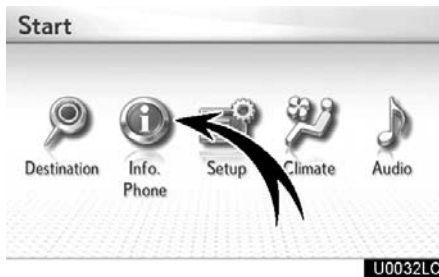 Start
Destination
Info.
Phone
Setup
Climate
Audio
U0032LC